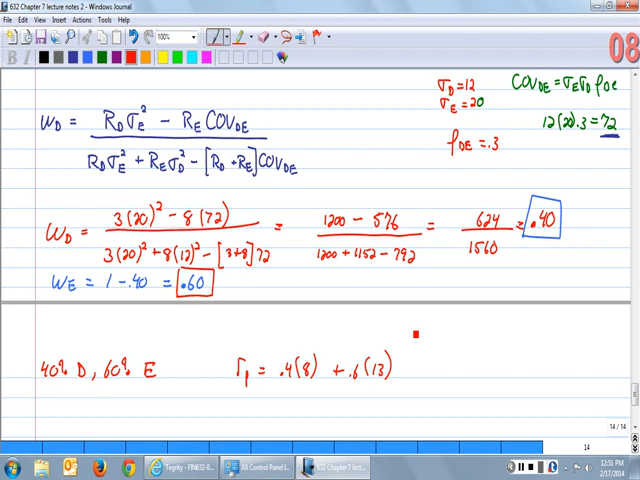 632 Chapter 7 lecture notes 2 - Windows Journal
File Edit View Insert Actions Tools Help
100%
08
σD = 12
σE = 20
ρDE = .3
COVDE = σEσD ρDE
12(20).3 = 72
WD = RDσE² - RE COVDE / RDσE² + REσD² - [RD + RE] COVDE
WD = 3(20)² - 8(72) / 3(20)² + 8(12)² - [3+8]72 = 1200 - 576 / 1200 + 1152 - 792 = 624 / 1560 = .40
WE = 1 - .40 = .60
40% D, 60% E rp = .4(8) + .6(13)
14 / 14
14
Tegrity - FIN632-0... All Control Panel I... 632 Chapter 7 lect...
12:51 PM
2/17/2014